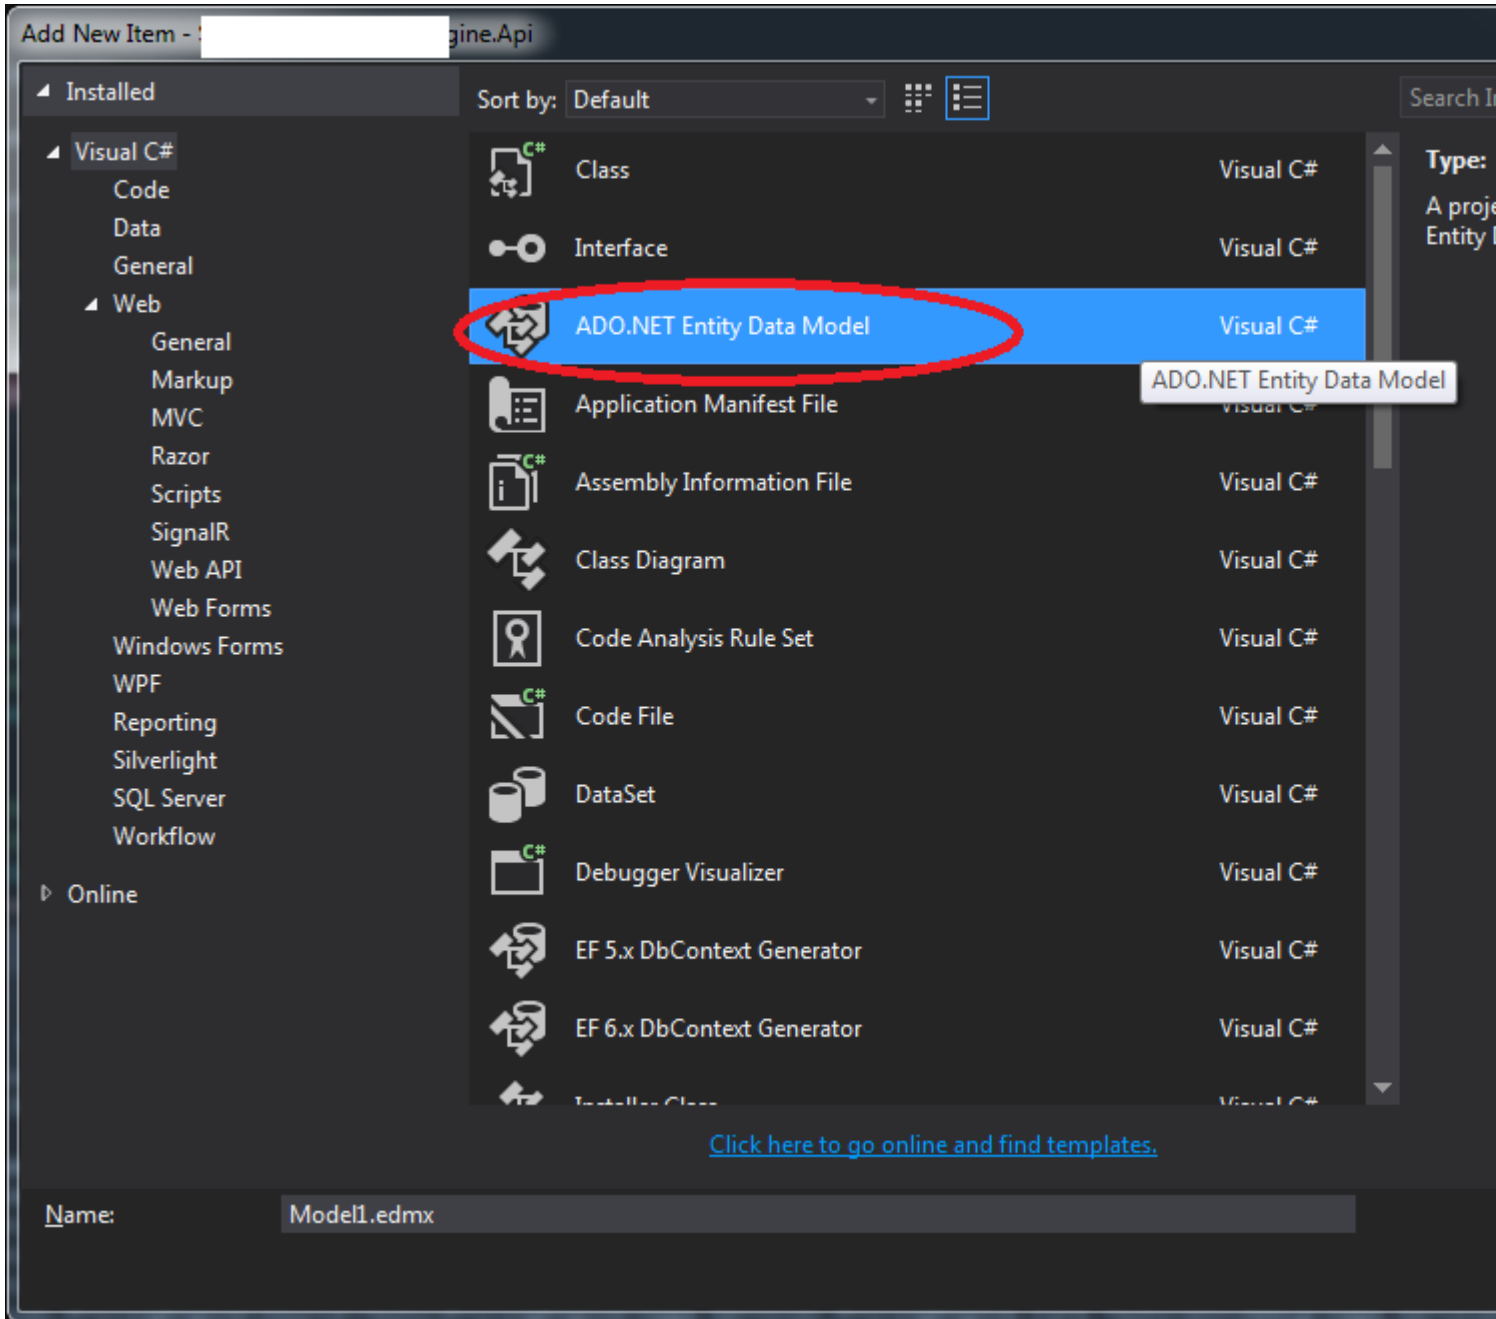 Add New Item - gine.Api
Installed
Sort by: Default
Search
Visual C#
Code
Data
General
Web
General
Markup
MVC
Razor
Scripts
SignalR
Web API
Web Forms
Windows Forms
WPF
Reporting
Silverlight
SQL Server
Workflow
Online
C# Class Visual C#
Interface Visual C#
ADO.NET Entity Data Model Visual C#
ADO.NET Entity Data Model
Application Manifest File Visual C#
C# Assembly Information File Visual C#
Class Diagram Visual C#
Code Analysis Rule Set Visual C#
C# Code File Visual C#
DataSet Visual C#
C# Debugger Visualizer Visual C#
EF 5.x DbContext Generator Visual C#
EF 6.x DbContext Generator Visual C#
Installer Class Visual C#
Type:
A proje
Entity
Click here to go online and find templates.
Name: Model1.edmx